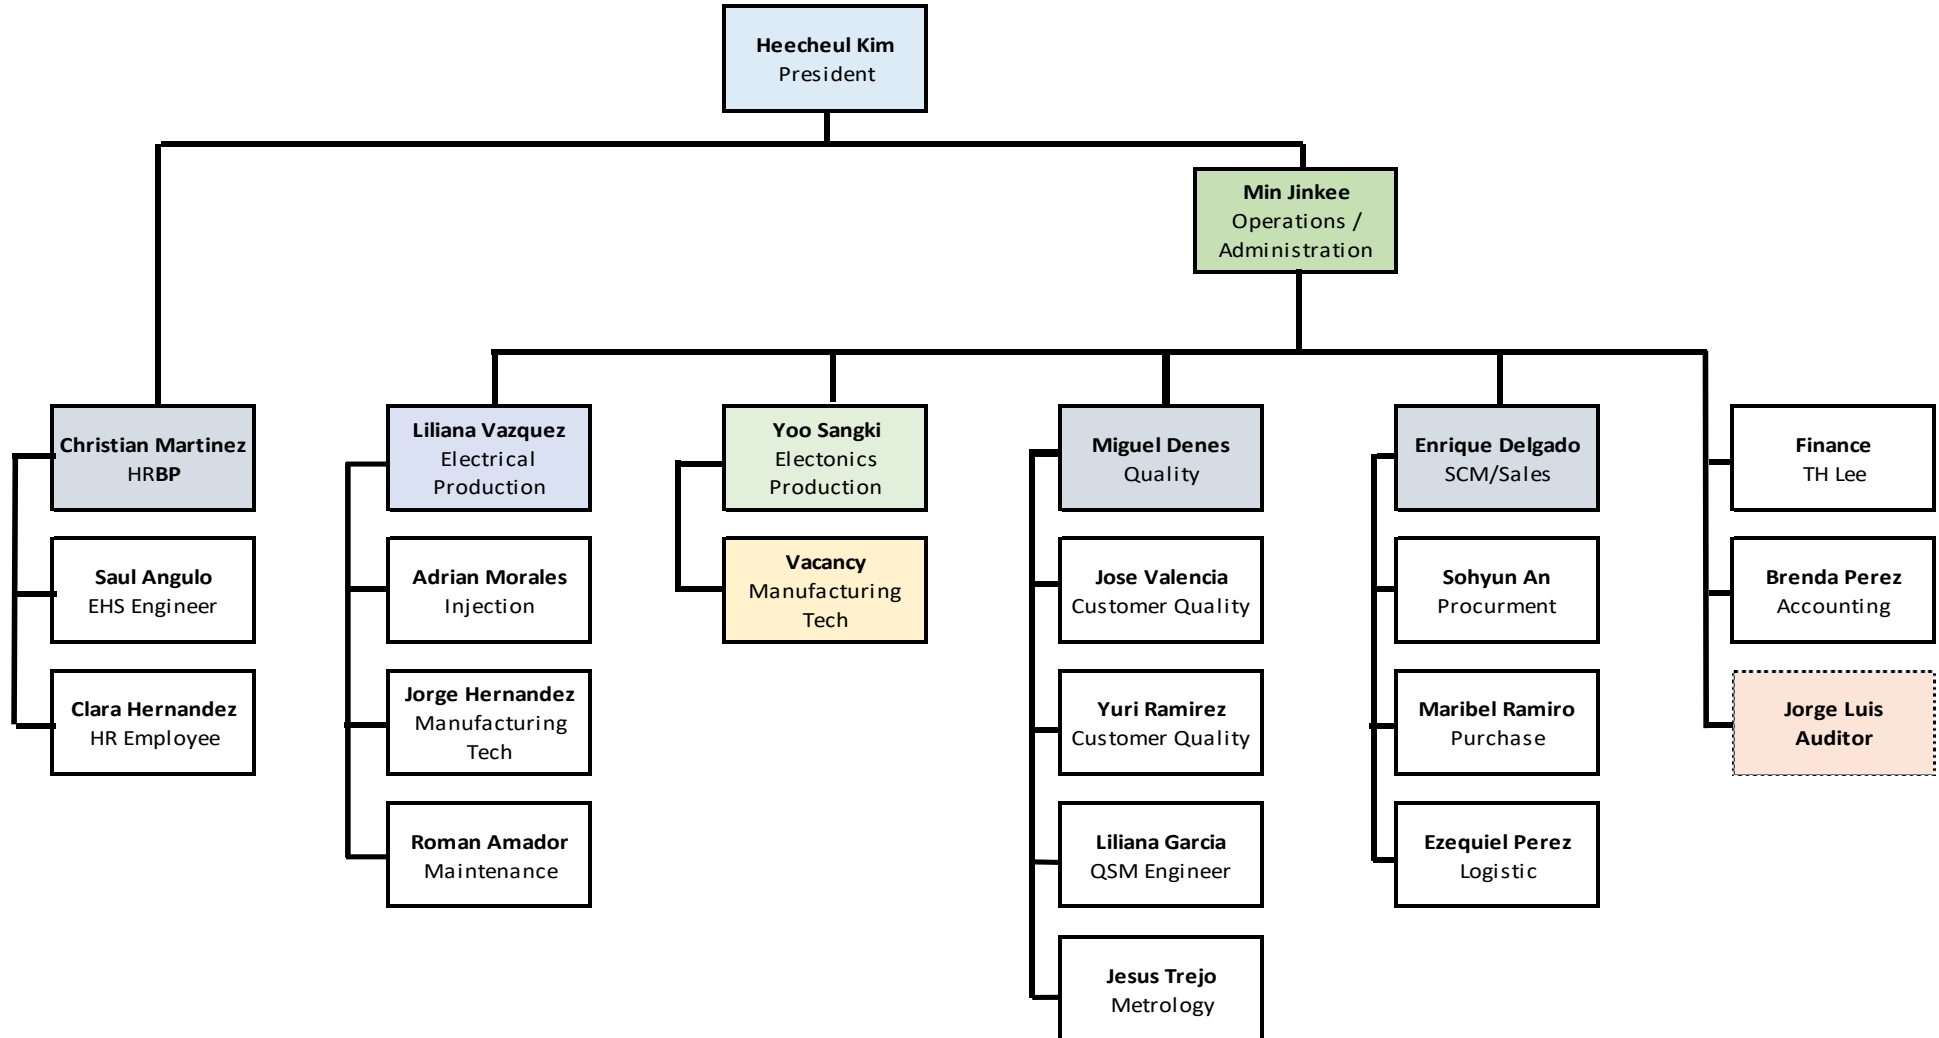 Heecheul Kim
President
Min Jinkee
Operations /
Administration
Christian Martinez
HRBP
Saul Angulo
EHS Engineer
Clara Hernandez
HR Employee
Liliana Vazquez
Electrical
Production
Adrian Morales
Injection
Jorge Hernandez
Manufacturing
Tech
Roman Amador
Maintenance
Yoo Sangki
Electonics
Production
Vacancy
Manufacturing
Tech
Miguel Denes
Quality
Jose Valencia
Customer Quality
Yuri Ramirez
Customer Quality
Liliana Garcia
QSM Engineer
Jesus Trejo
Metrology
Enrique Delgado
SCM/Sales
Sohyun An
Procurment
Maribel Ramiro
Purchase
Ezequiel Perez
Logistic
Finance
TH Lee
Brenda Perez
Accounting
Jorge Luis
Auditor